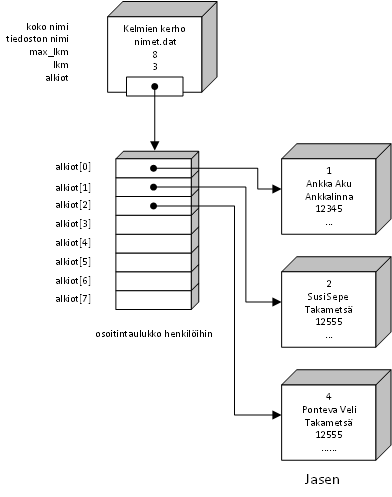 koko nimi
tiedoston nimi
max_lkm
lkm
alkiot
Kelmien kerho
nimet.dat
8
3
alkiot[0]
alkiot[1]
alkiot[2]
alkiot[3]
alkiot[4]
alkiot[5]
alkiot[6]
alkiot[7]
osoitintaulukko henkilöihin
1
Ankka Aku
Ankkalinna
12345
...
2
Susi Sepe
Takametsä
12555
...
4
Ponteva Veli
Takametsä
12555
......
Jasen